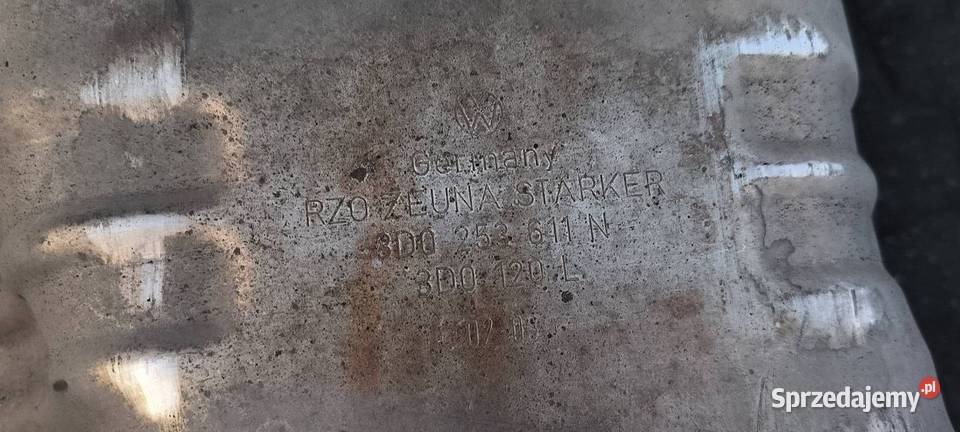 Germany
RZO ZEUNA STARKER
3D0 253 611 N
3D0 120 L
Sprzedajemy.pl